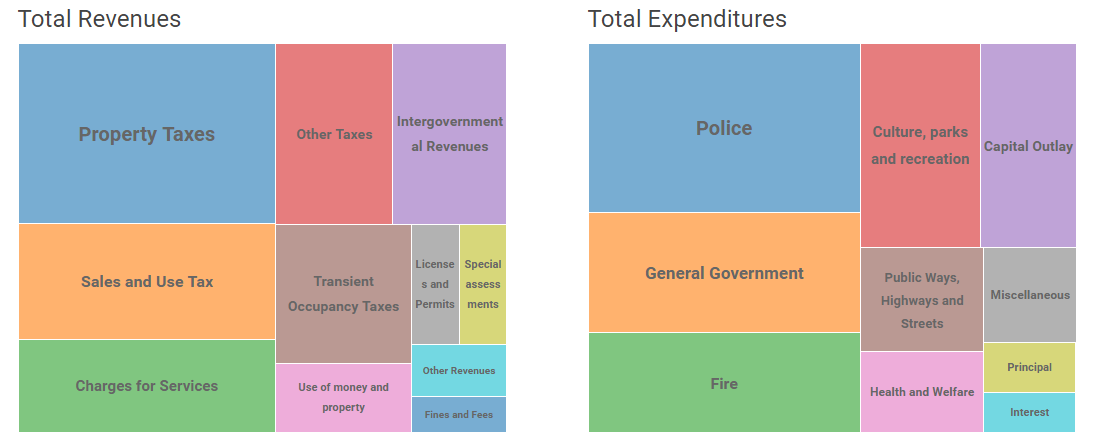 Total Revenues
Property Taxes
Other Taxes
Intergovernment
al Revenues
Sales and Use Tax
Transient
Occupancy Taxes
License
s and
Permits
Special
assess
ments
Charges for Services
Use of money and
property
Other Revenues
Fines and Fees
Total Expenditures
Police
Culture, parks
and recreation
Capital Outlay
General Government
Public Ways,
Highways and
Streets
Miscellaneous
Fire
Health and Welfare
Principal
Interest